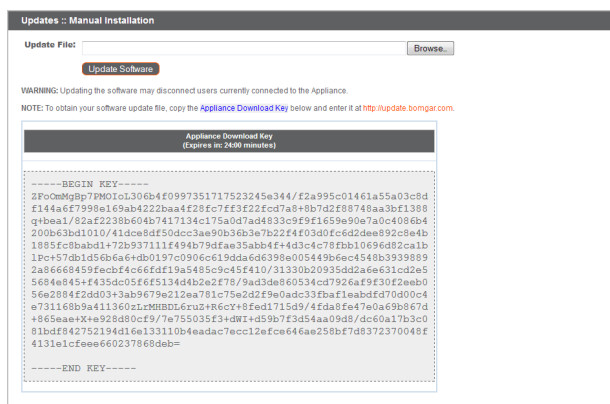 Updates :: Manual Installation
Update File:
Browse..
Update Software
WARNING: Updating the software may disconnect users currently connected to the Appliance.
NOTE: To obtain your software update file, copy the Appliance Download Key below and enter it at http://update.bomgar.com.
Appliance Download Key
(Expires in: 24:00 minutes)
-----BEGIN KEY-----
ZFoOmMgBp7PMOIoL306b4f0997351717523245e344/f2a995c01461a55a03c8d
f144a6f7998e169ab4222baa4f28fc7ff3f22fcd7a8+8b7d2f88748aa3bf1388
q+bea1/82af2238b604b7417134c175a0d7ad4833c9f9f1659e90e7a0c4086b4
200b63bd1010/41dce8df50dcc3ae90b36b3e7b22f4f03d0fc6d2dee892c8e4b
1885fc8babd1+72b937111f494b79dfae35abb4f+4d3c4c78fbb10696d82ca1b
lPc+57db1d56b6a6+db0197c0906c619dda6d6398e005449b6ec4548b3939889
2a86668459fecbf4c66fdf19a5485c9c45f410/31330b20935dd2a6e631cd2e5
5684e845+f435dc05f6f5134d4b2e2f78/9ad3de860534cd7926af9f30f2eeb0
56e2884f2dd03+3ab9679e212ea781c75e2d2f9e0adc33fbaf1eabdfd70d00c4
e731168b9a411360zLrMHBDL6ruZ+R6cY+8fed1715d9/4fda8fe47e0a69b867d
+865eae+X+e928d80cf9/7e755035f3+dWI+d59b7f3d54aa09d8/dc60a17b3c0
81bdf842752194d16e133110b4eadac7ecc12efce646ae258bf7d8372370048f
4131e1cfeee660237868deb=
-----END KEY-----